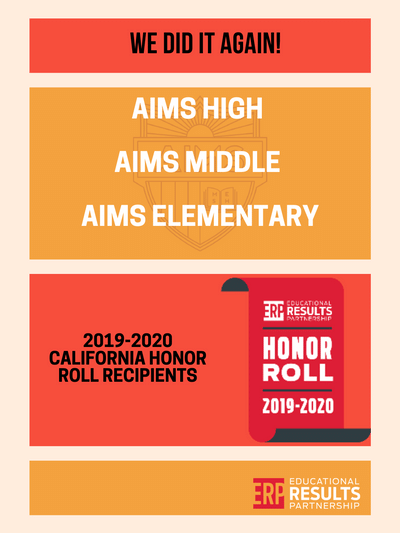 WE DID IT AGAIN!
AIMS HIGH
AIMS MIDDLE
AIMS ELEMENTARY
2019-2020
CALIFORNIA HONOR
ROLL RECIPIENTS
ERP EDUCATIONAL
RESULTS
PARTNERSHIP
HONOR
ROLL
2019-2020
ERP EDUCATIONAL
RESULTS
PARTNERSHIP